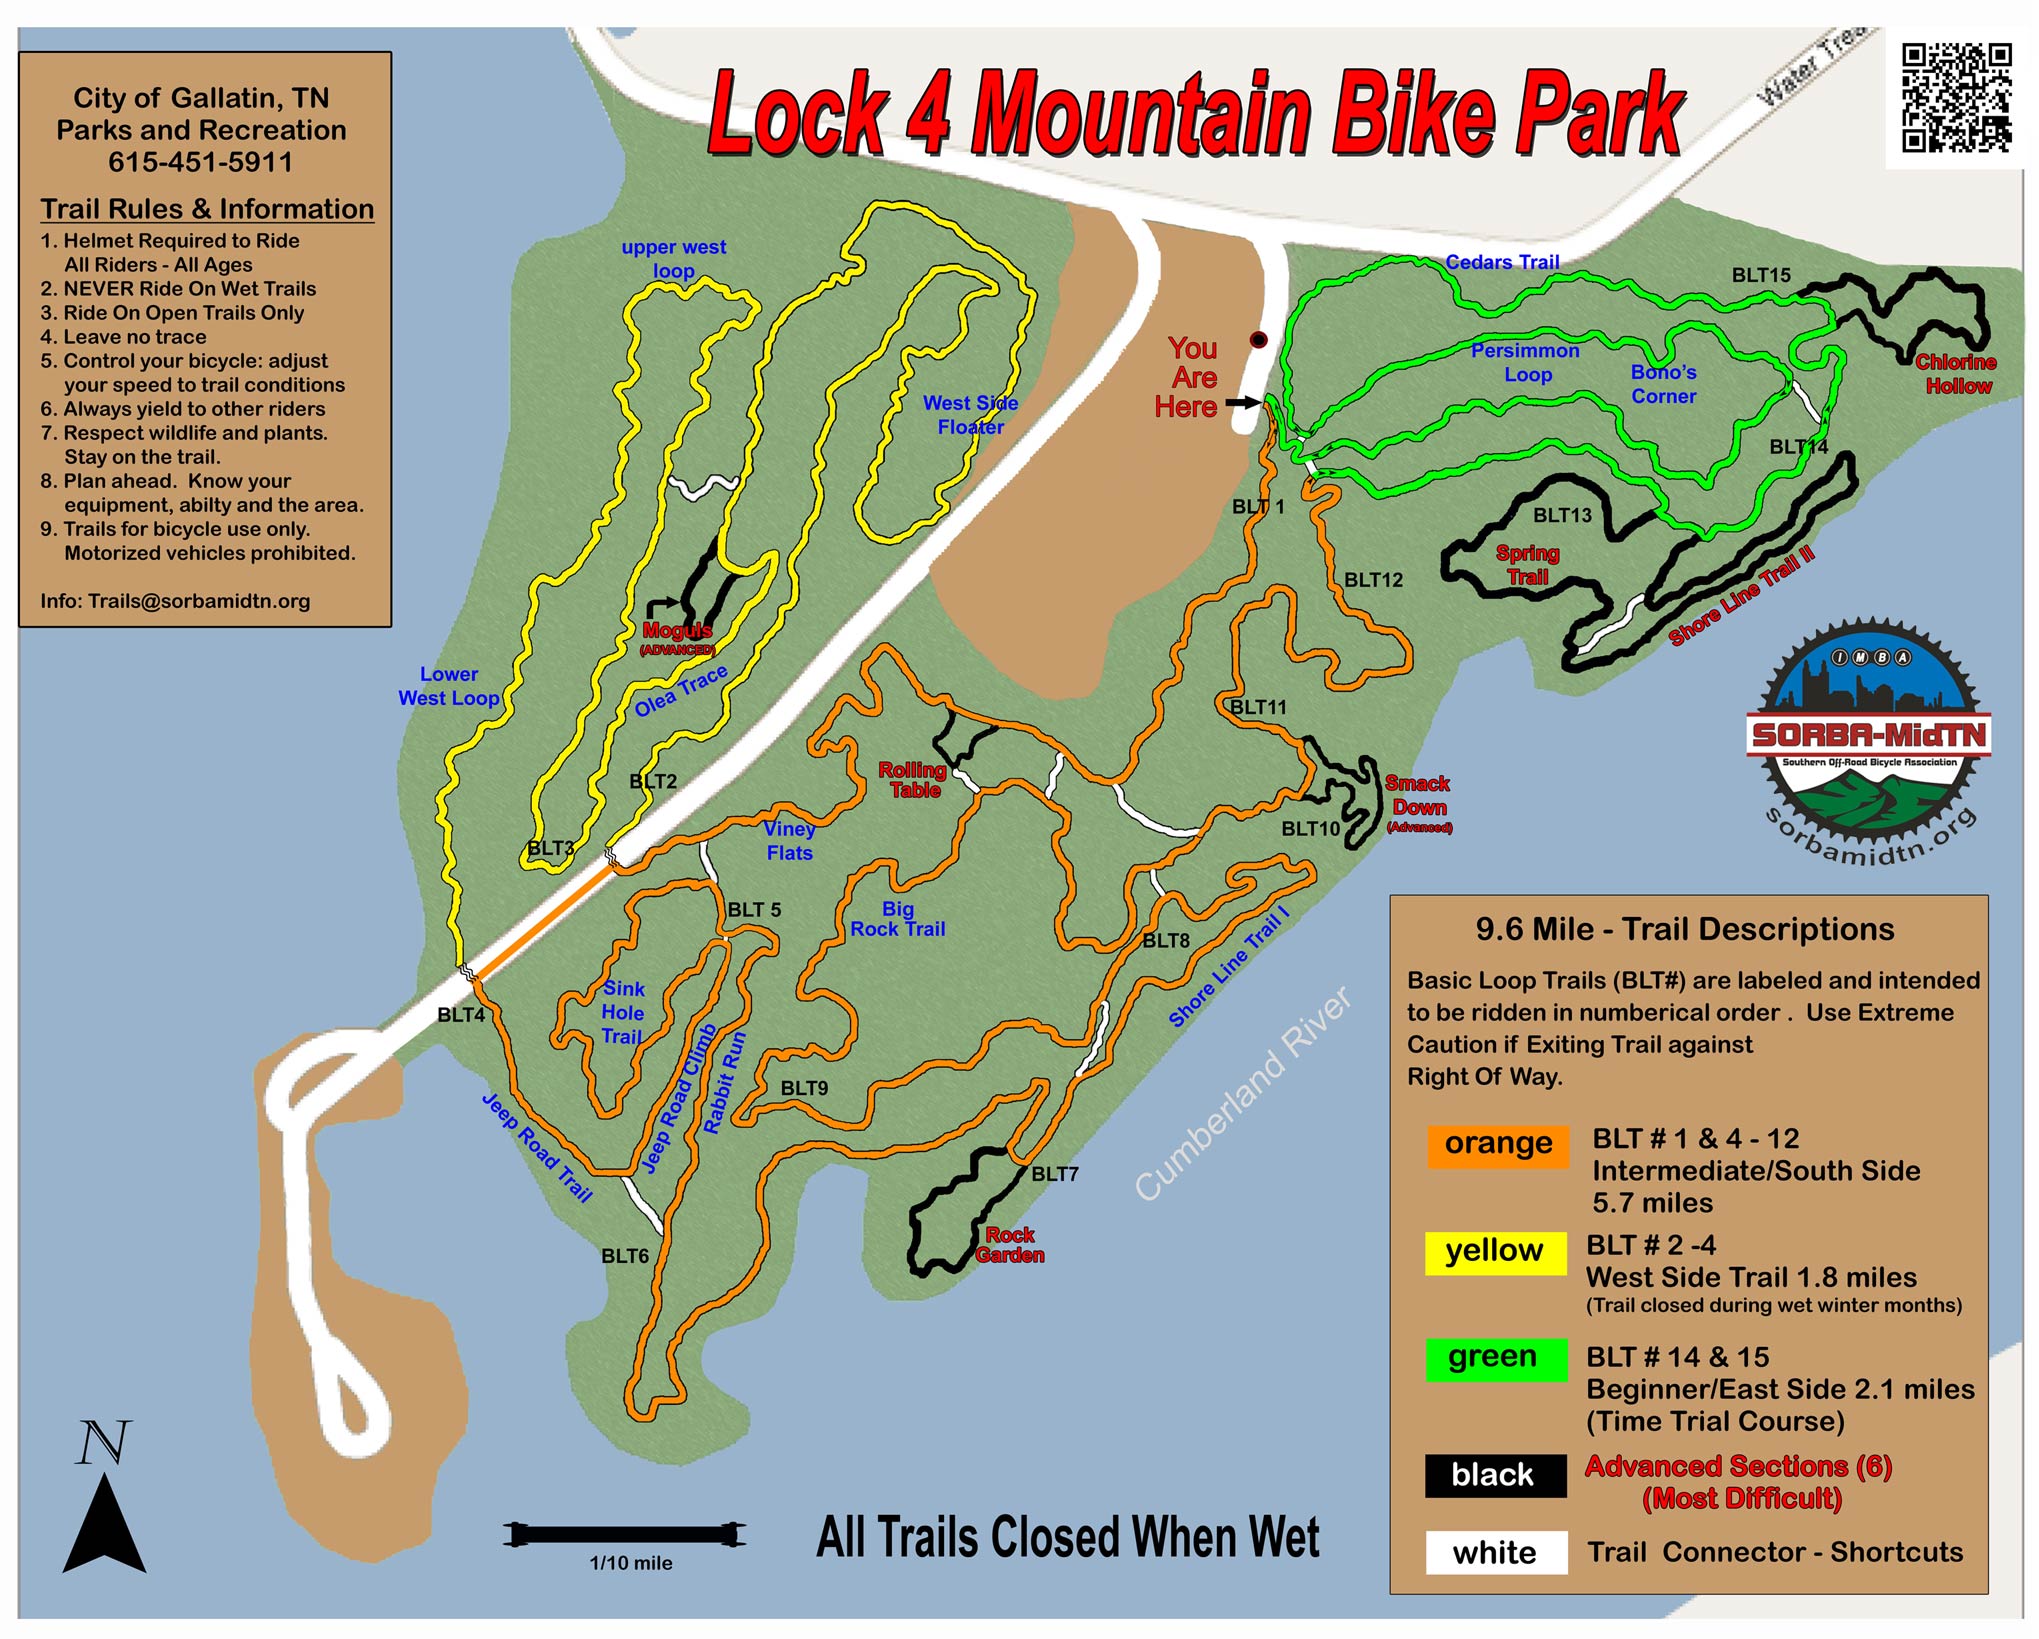 Lock 4 Mountain Bike Park
City of Gallatin, TN
Parks and Recreation
615-451-5911
Trail Rules & Information
1. Helmet Required to Ride
All Riders - All Ages
2. NEVER Ride On Wet Trails
3. Ride On Open Trails Only
4. Leave no trace
5. Control your bicycle: adjust
your speed to trail conditions
6. Always yield to other riders
7. Respect wildlife and plants.
Stay on the trail.
8. Plan ahead.  Know your
equipment, abilty and the area.
9. Trails for bicycle use only.
Motorized vehicles prohibited.
Info: Trails@sorbamidtn.org
Water Trea
upper west
loop
West Side
Floater
Lower
West Loop
Moguls
(ADVANCED)
Olea Trace
BLT2
BLT3
BLT4
You
Are
Here
Cedars Trail
BLT15
Persimmon
Loop
Bono's
Corner
Chlorine
Hollow
BLT14
BLT 1
BLT13
Spring
Trail
Shore Line Trail II
BLT12
BLT11
Rolling
Table
Smack
Down
(Advanced)
BLT10
Viney
Flats
BLT 5
Big
Rock Trail
BLT8
Shore Line Trail I
Sink
Hole
Trail
Jeep Road Climb
Rabbit Run
Jeep Road Trail
BLT9
BLT7
BLT6
Rock
Garden
Cumberland River
IMBA
SORBA-MidTN
Southern Off-Road Bicycle Association
sorbamidtn.org
9.6 Mile - Trail Descriptions
Basic Loop Trails (BLT#) are labeled and intended
to be ridden in numberical order .  Use Extreme
Caution if Exiting Trail against
Right Of Way.
orange
BLT # 1 & 4 - 12
Intermediate/South Side
5.7 miles
yellow
BLT # 2 -4
West Side Trail 1.8 miles
(Trail closed during wet winter months)
green
BLT # 14 & 15
Beginner/East Side 2.1 miles
(Time Trial Course)
black
Advanced Sections (6)
(Most Difficult)
white
Trail  Connector - Shortcuts
N
1/10 mile
All Trails Closed When Wet